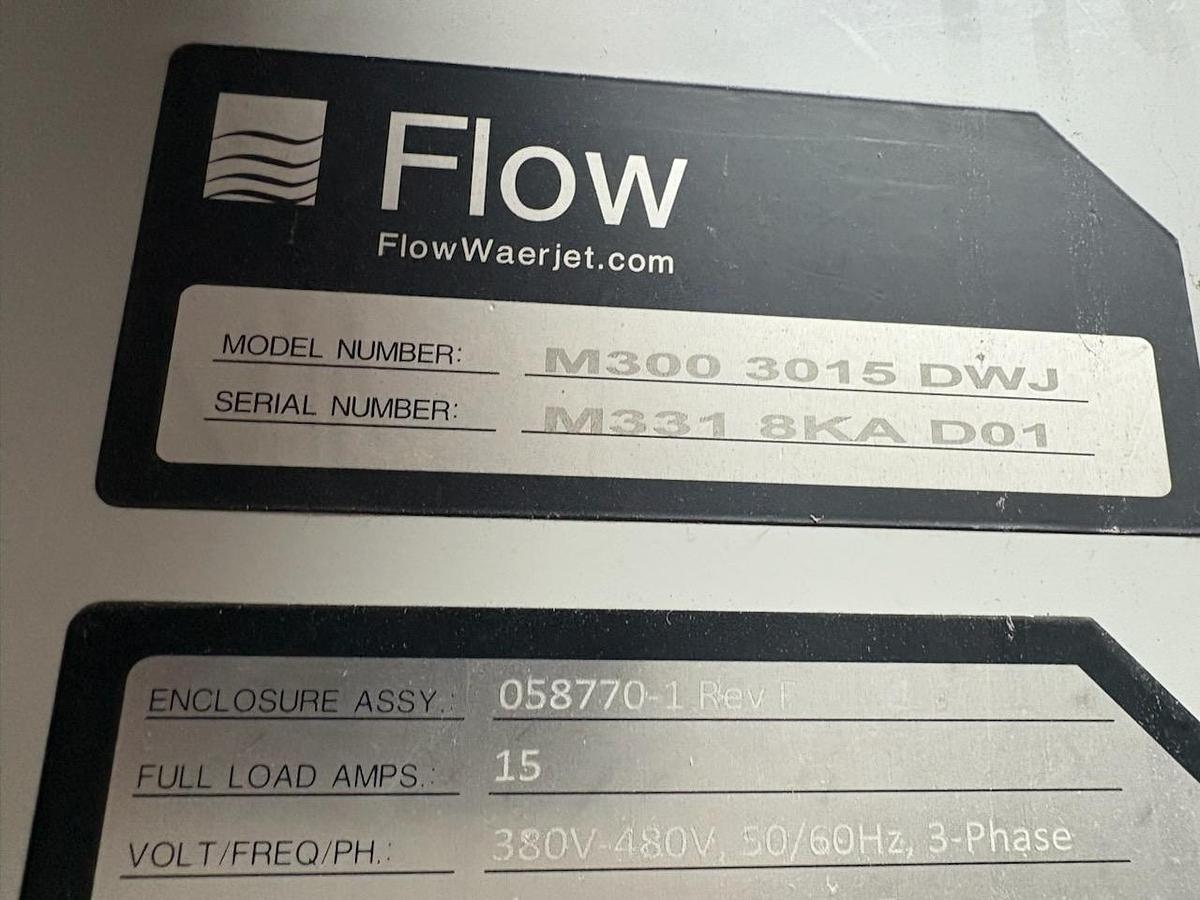 Flow
FlowWaerjet.com
MODEL NUMBER: M300 3015 DWJ
SERIAL NUMBER: M331 8KA D01
ENCLOSURE ASSY.: 058770-1 Rev F
FULL LOAD AMPS.: 15
VOLT/FREQ/PH.: 380V-480V, 50/60Hz, 3-Phase